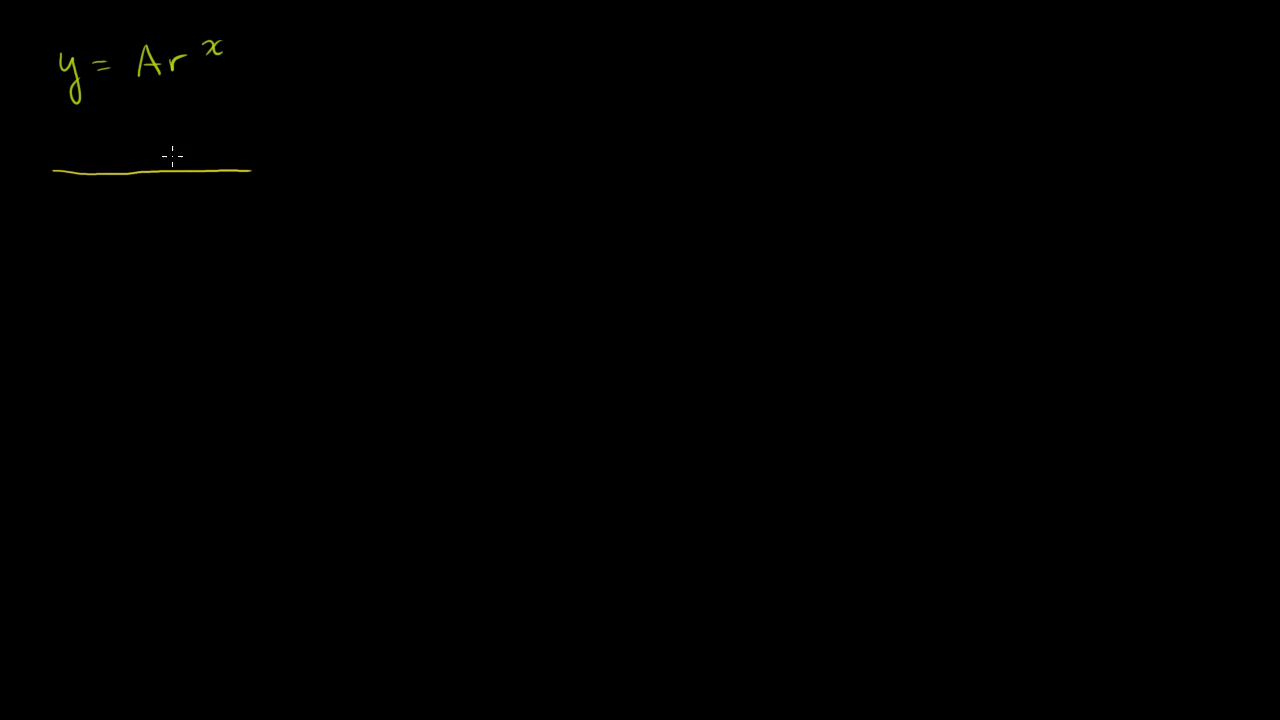 y = Ar^x